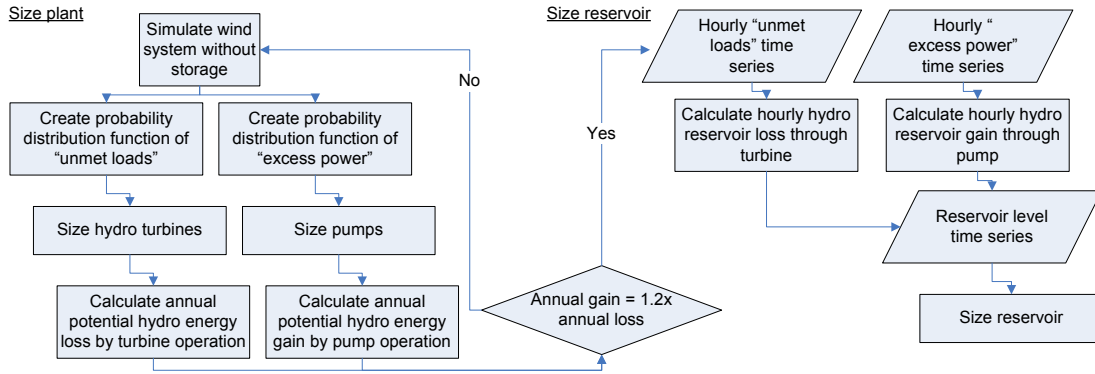 Size plant
Simulate wind
system without
storage
Create probability
distribution function of
“unmet loads”
Create probability
distribution function of
“excess power”
Size hydro turbines
Size pumps
Calculate annual
potential hydro energy
loss by turbine operation
Calculate annual
potential hydro energy
gain by pump operation
No
Annual gain = 1.2x
annual loss
Yes
Size reservoir
Hourly “unmet
loads” time
series
Hourly “
excess power”
time series
Calculate hourly hydro
reservoir loss through
turbine
Calculate hourly hydro
reservoir gain through
pump
Reservoir level
time series
Size reservoir